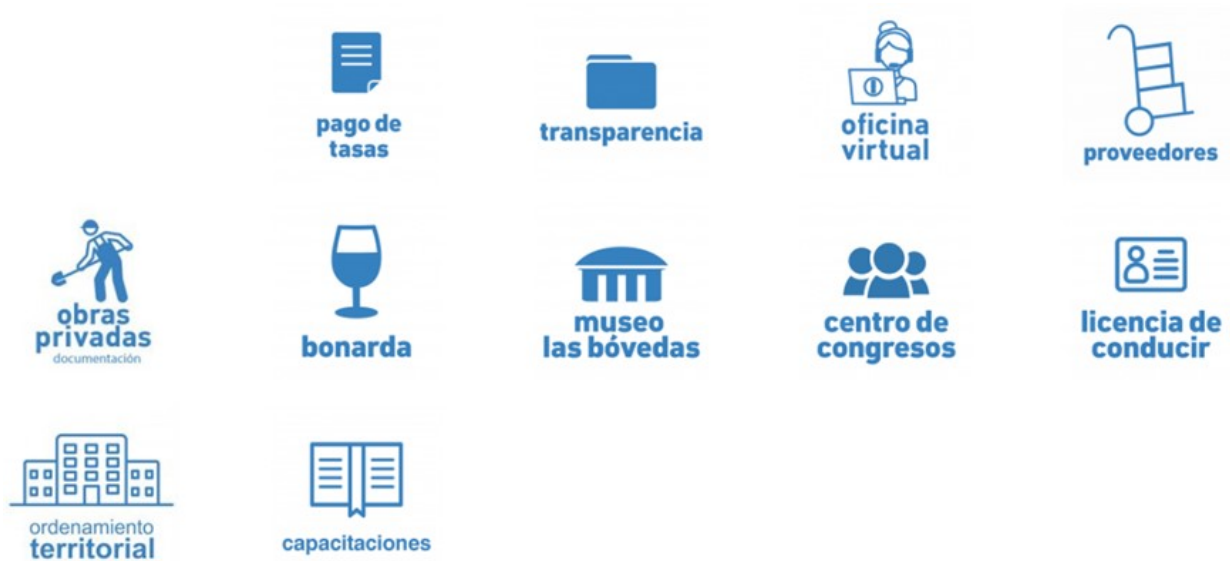 pago de
tasas
transparencia
oficina
virtual
proveedores
obras
privadas
documentación
bonarda
museo
las bóvedas
centro de
congresos
licencia de
conducir
ordenamiento
territorial
capacitaciones